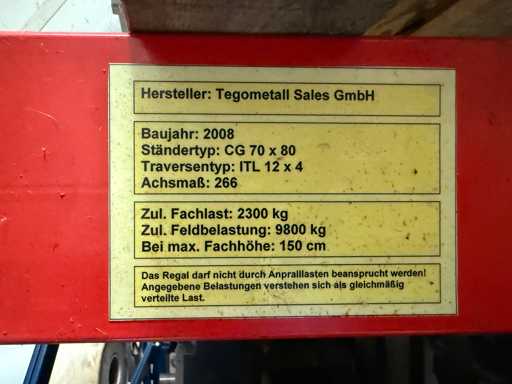 Hersteller: Tegometall Sales GmbH
Baujahr: 2008
Ständertyp: CG 70 x 80
Traversentyp: ITL 12 x 4
Achsmaß: 266
Zul. Fachlast: 2300 kg
Zul. Feldbelastung: 9800 kg
Bei max. Fachhöhe: 150 cm
Das Regal darf nicht durch Anpralllasten beansprucht werden!
Angegebene Belastungen verstehen sich als gleichmäßig
verteilte Last.